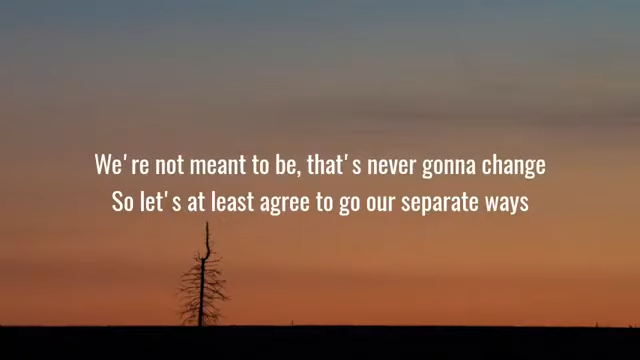 We're not meant to be, that's never gonna change
So let's at least agree to go our separate ways